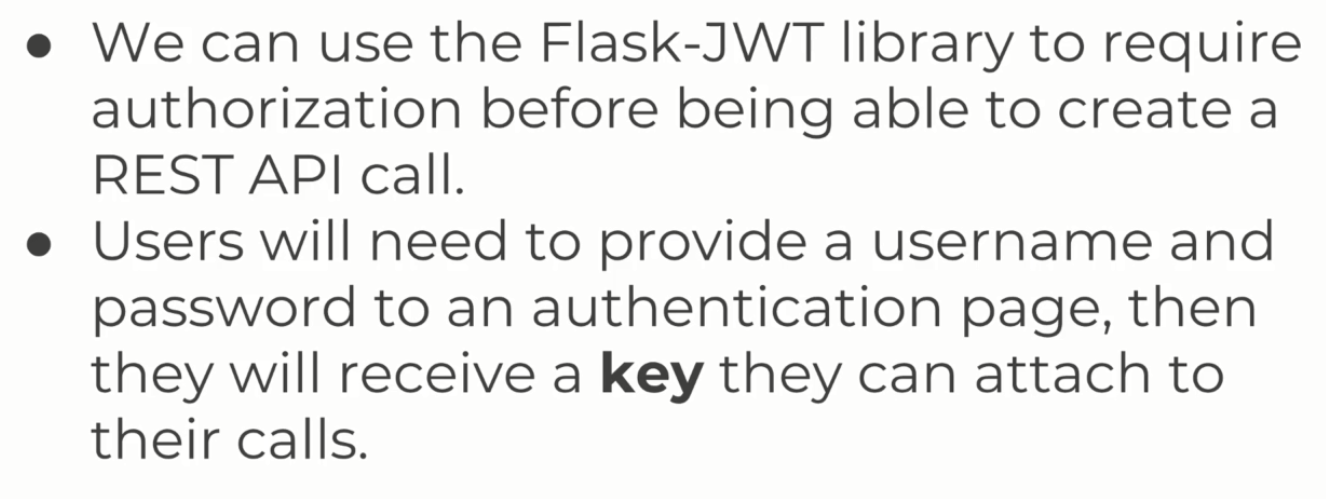 ● We can use the Flask-JWT library to require
authorization before being able to create a
REST API call.
● Users will need to provide a username and
password to an authentication page, then
they will receive a key they can attach to
their calls.